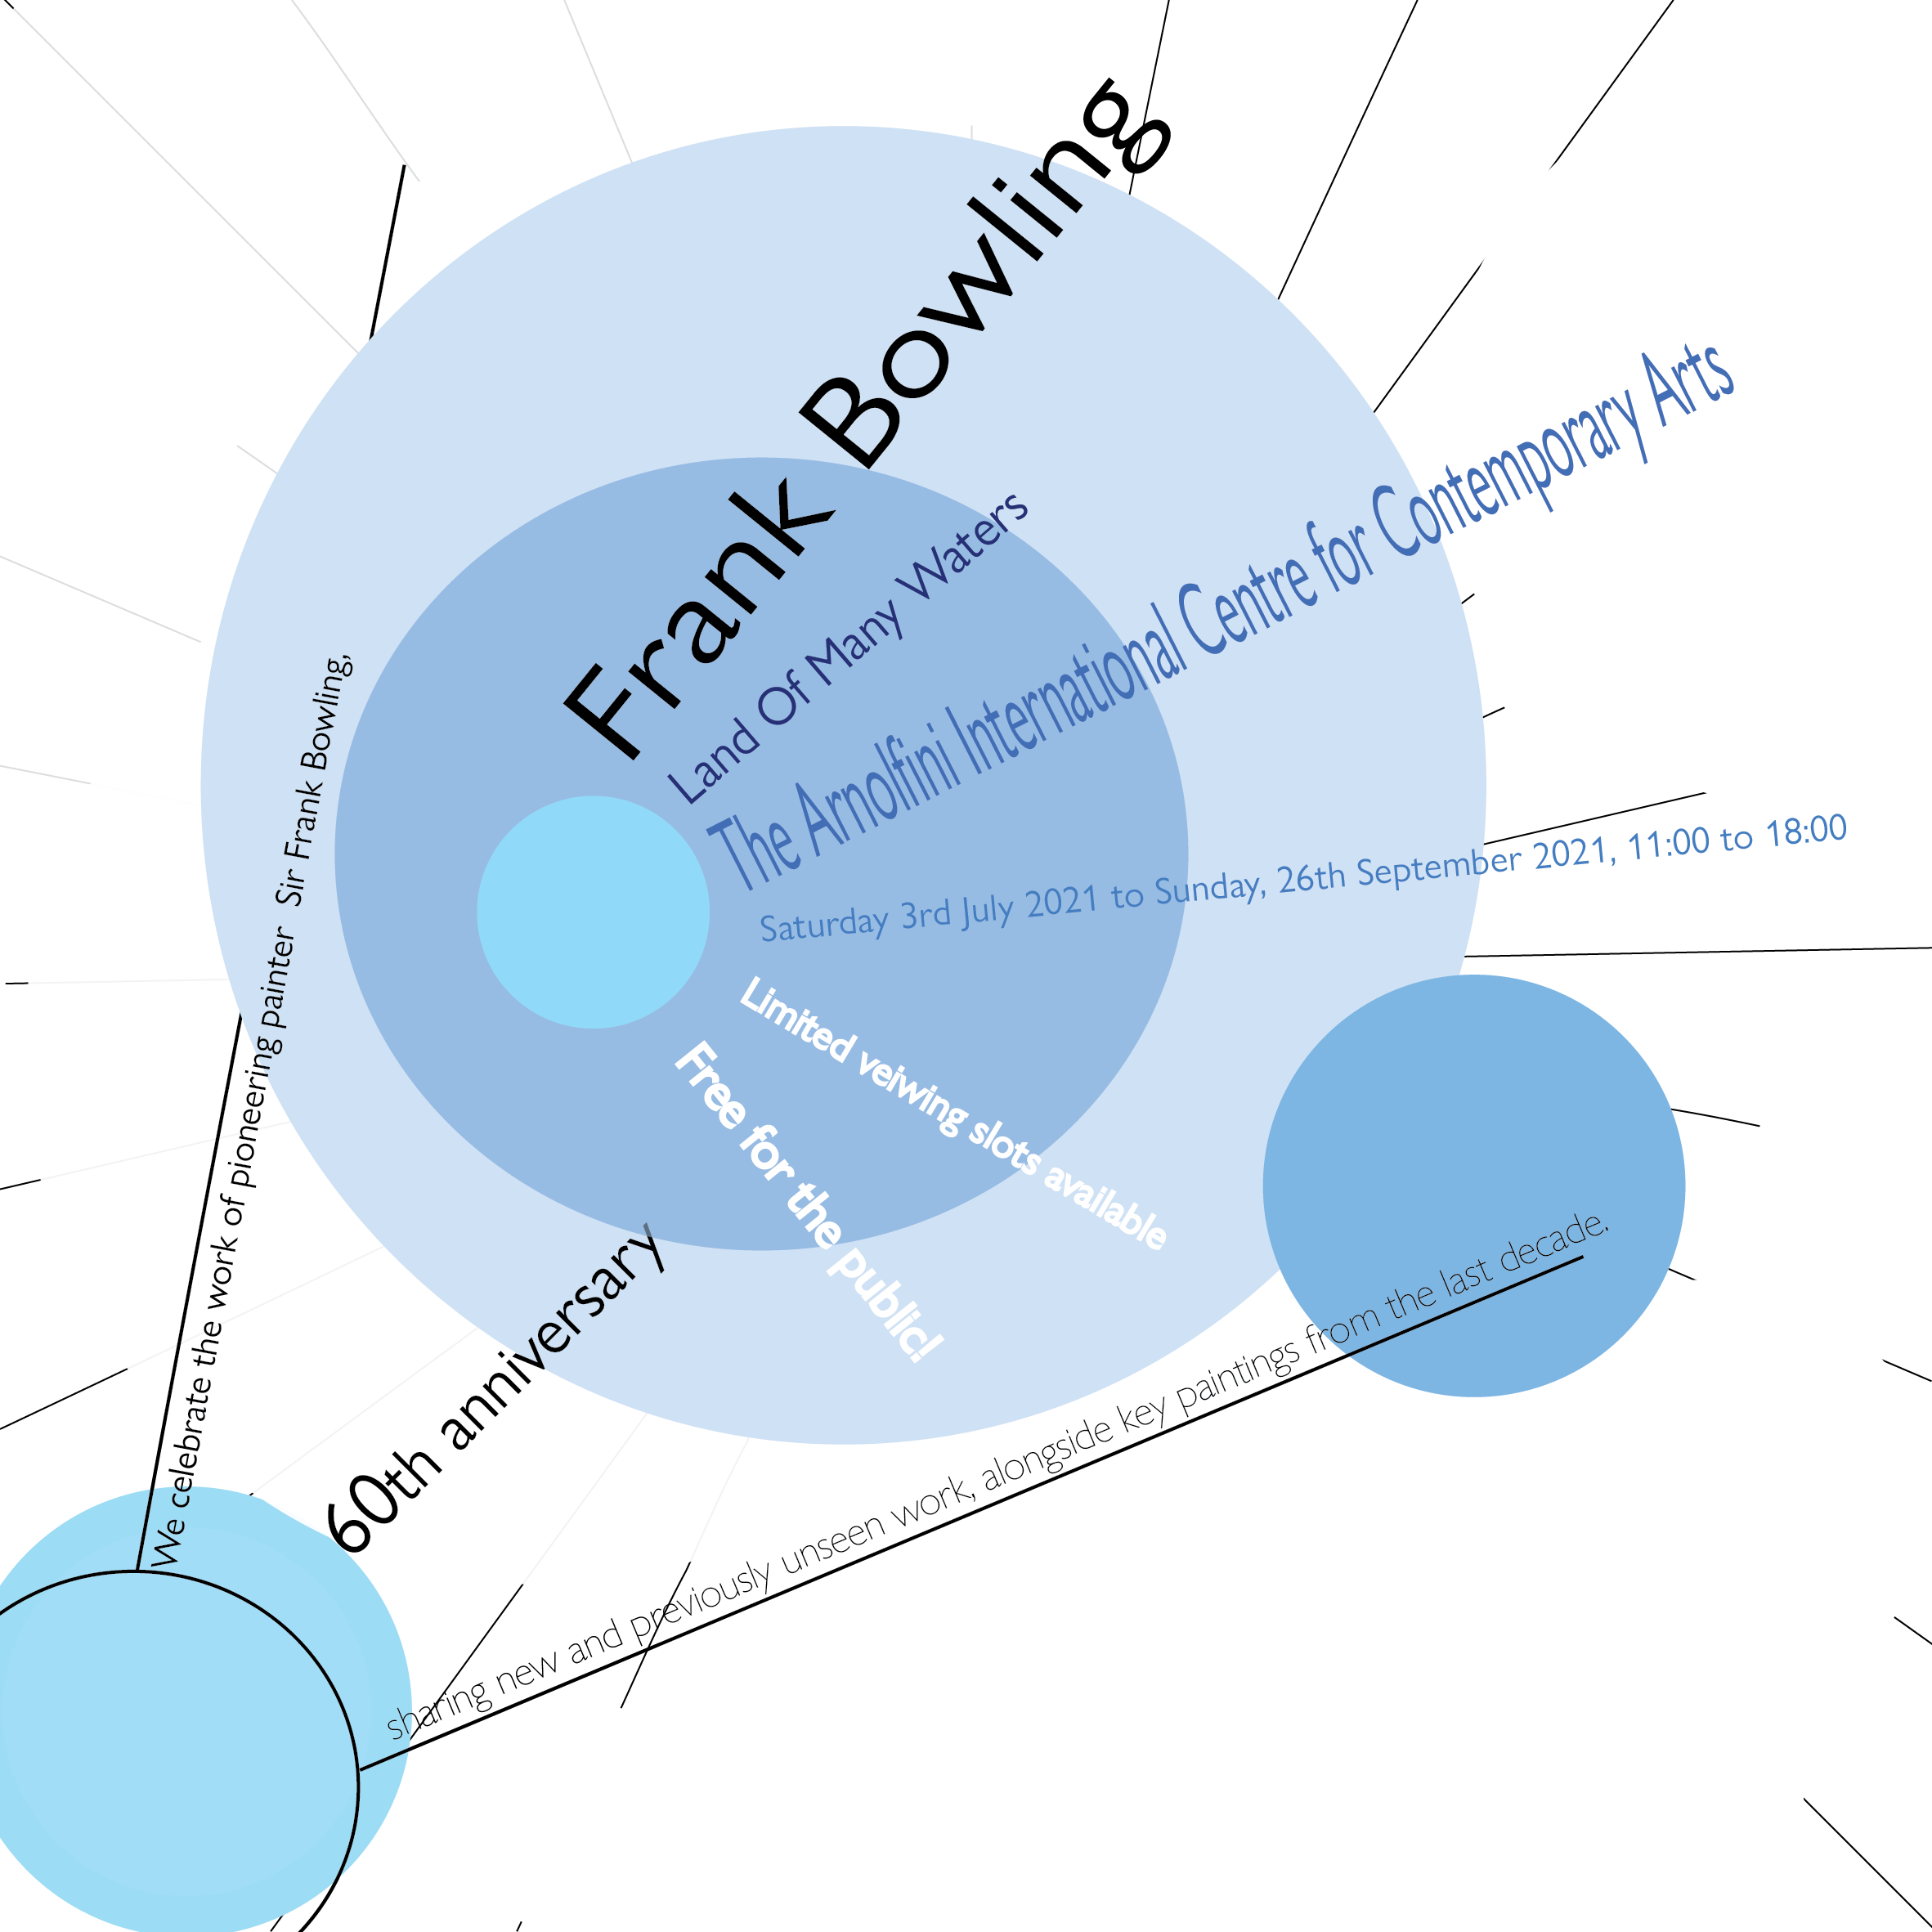 Frank Bowling
Land Of Many Waters
The Arnolfini International Centre for Contemporary Arts
Saturday 3rd July 2021 to Sunday, 26th September 2021, 11:00 to 18:00
Limited veiwing slots available
Free for the public!
60th anniversary
We celebrate the work of pioneering painter Sir Frank Bowling,
sharing new and previously unseen work, alongside key paintings from the last decade.